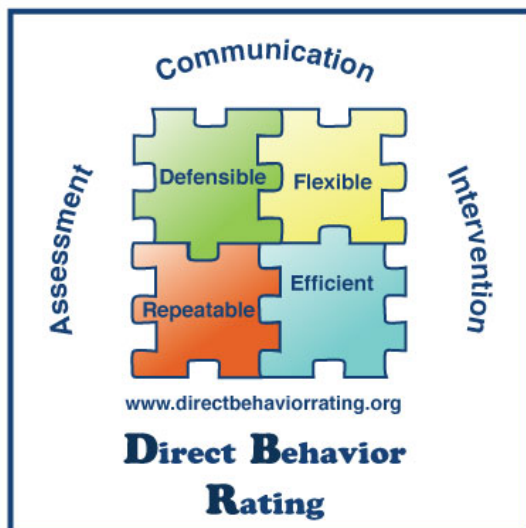 Communication
Assessment
Intervention
Defensible
Flexible
Repeatable
Efficient
www.directbehaviorrating.org
Direct Behavior
Rating